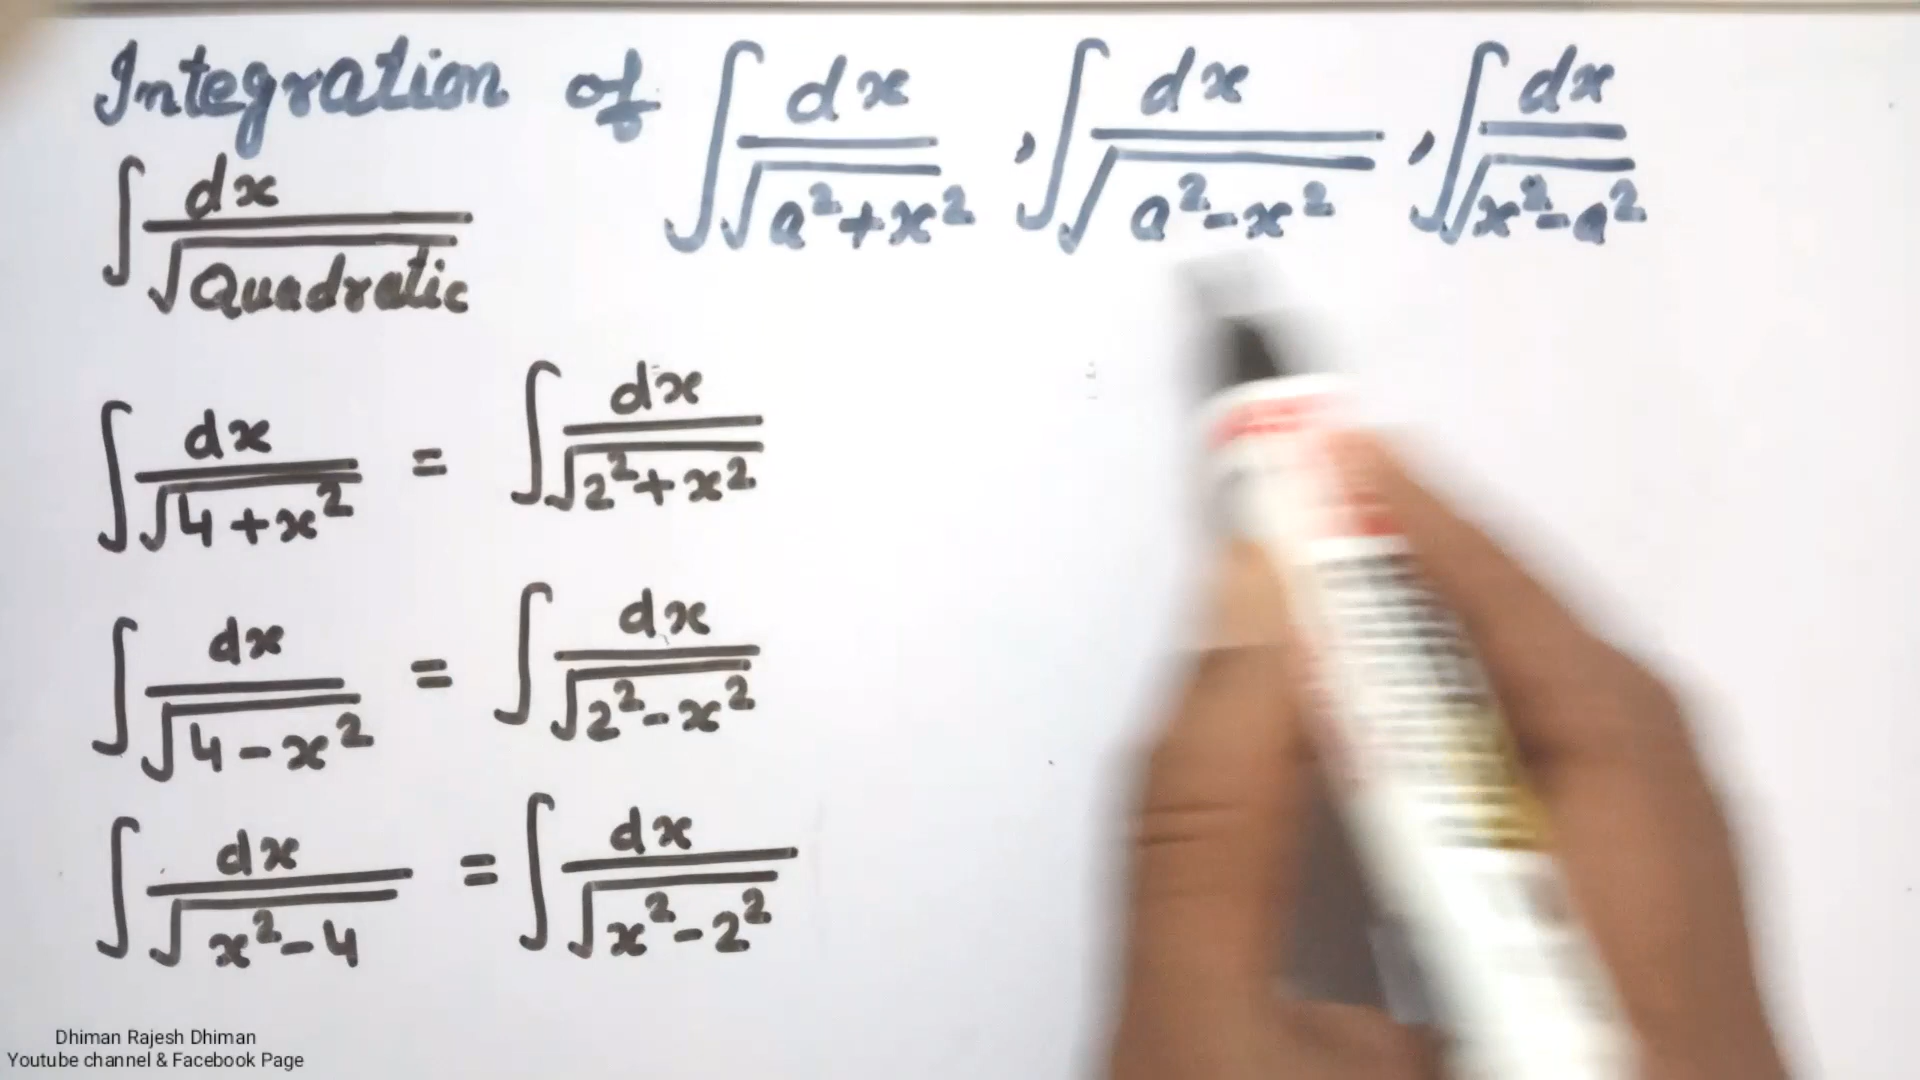 Integration of ∫ dx/√(a²+x²) , ∫ dx/√(a²-x²) , ∫ dx/√(x²-a²)
∫ dx/√Quadratic
∫ dx/√(4+x²) = ∫ dx/√(2²+x²)
∫ dx/√(4-x²) = ∫ dx/√(2²-x²)
∫ dx/√(x²-4) = ∫ dx/√(x²-2²)
Dhiman Rajesh Dhiman
Youtube channel & Facebook Page